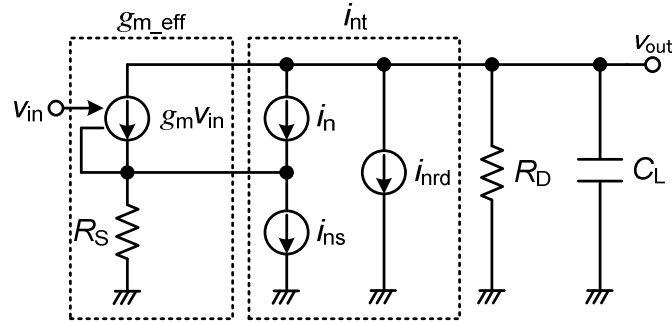 gm_eff
int
vout
vin
gmvin
in
inrd
RD
CL
RS
ins